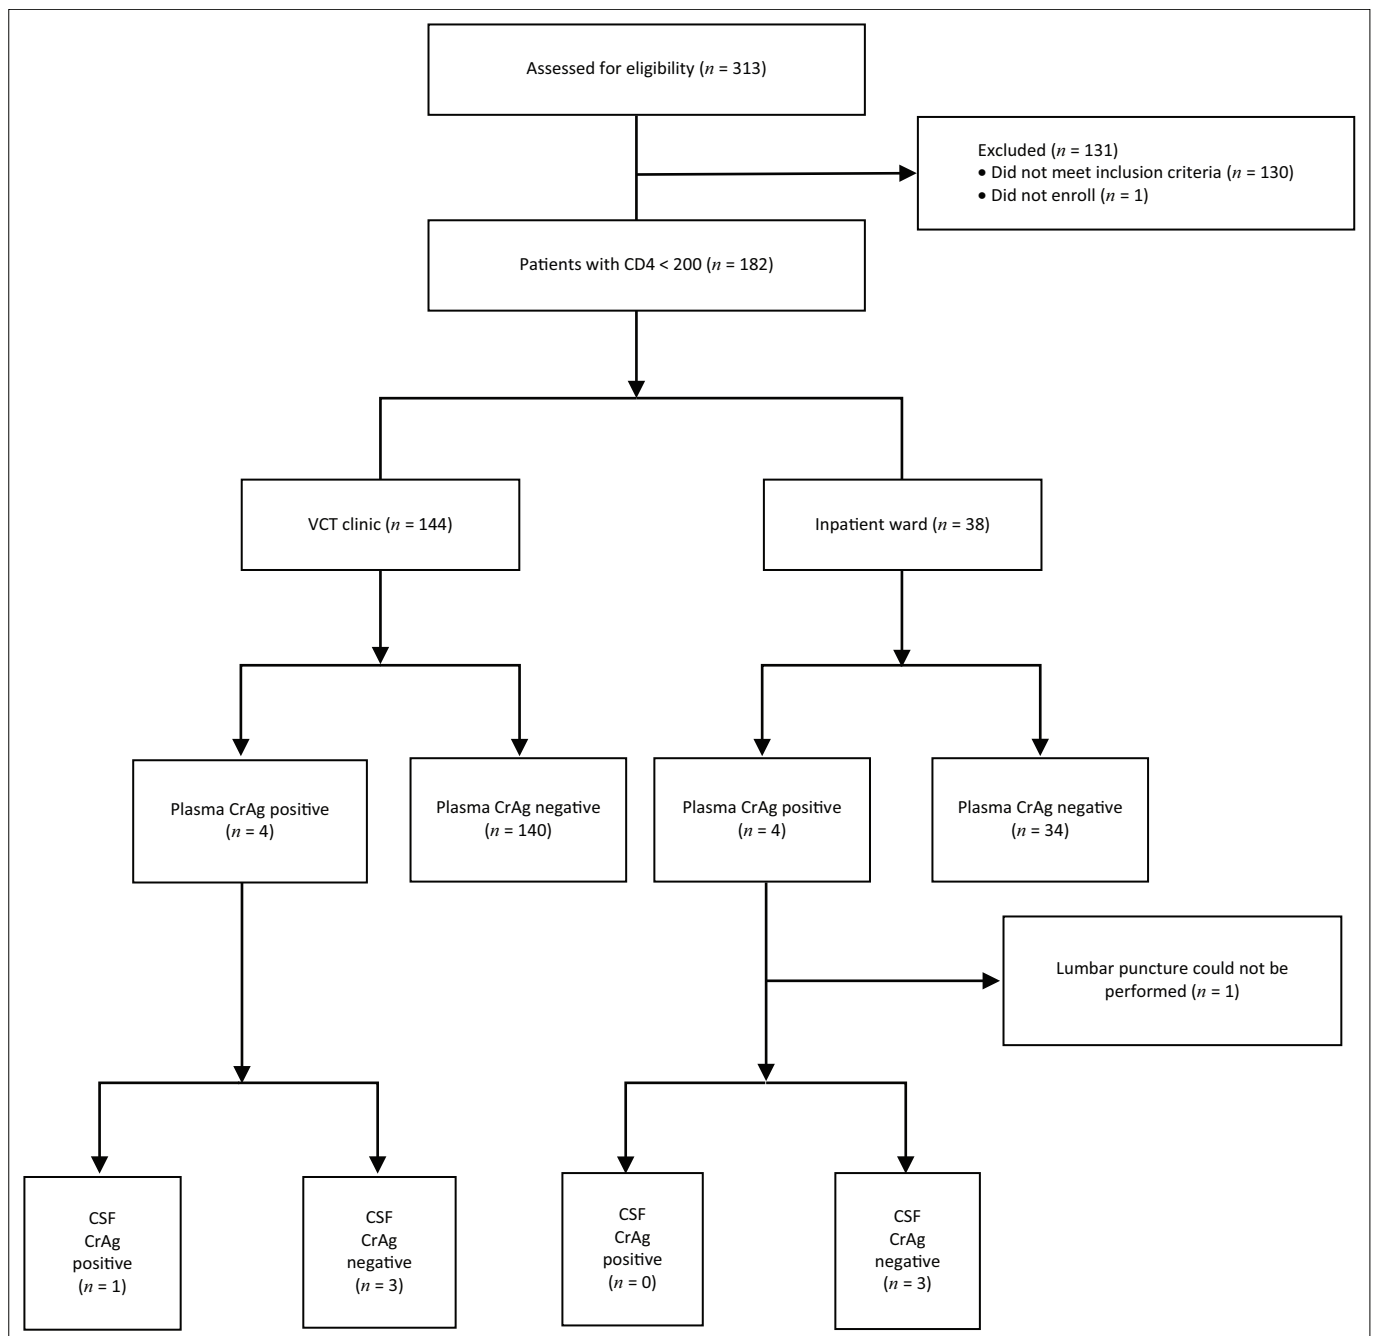 Assessed for eligibility (n = 313)
Excluded (n = 131)
• Did not meet inclusion criteria (n = 130)
• Did not enroll (n = 1)
Patients with CD4 < 200 (n = 182)
VCT clinic (n = 144)
Inpatient ward (n = 38)
Plasma CrAg positive
(n = 4)
Plasma CrAg negative
(n = 140)
Plasma CrAg positive
(n = 4)
Plasma CrAg negative
(n = 34)
Lumbar puncture could not be
performed (n = 1)
CSF
CrAg
positive
(n = 1)
CSF
CrAg
negative
(n = 3)
CSF
CrAg
positive
(n = 0)
CSF
CrAg
negative
(n = 3)